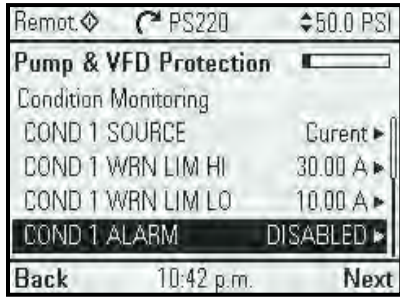 Remot. PS220 50.0 PSI
Pump & VFD Protection
Condition Monitoring
COND 1 SOURCE Curent
COND 1 WRN LIM HI 30.00 A
COND 1 WRN LIM LO 10.00 A
COND 1 ALARM DISABLED
Back 10:42 p.m. Next